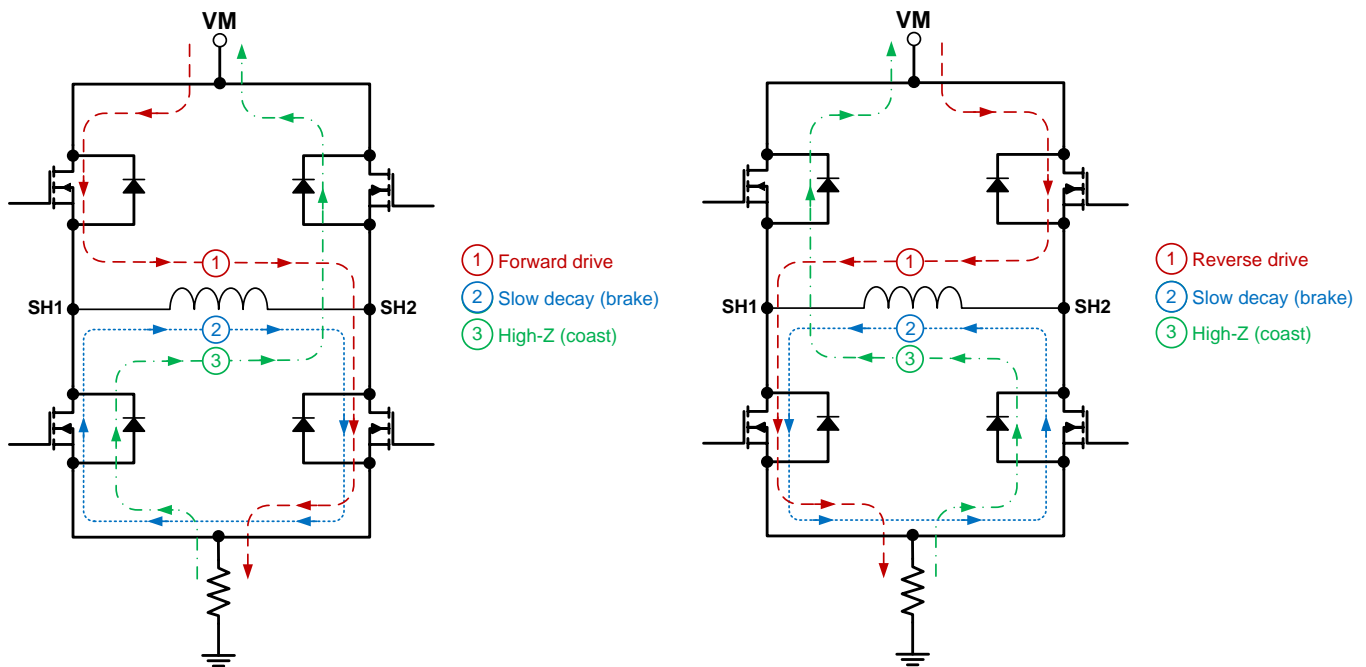 VM
1
1 Forward drive
SH1
SH2
2
2 Slow decay (brake)
3
3 High-Z (coast)
VM
1
1 Reverse drive
SH1
SH2
2
2 Slow decay (brake)
3
3 High-Z (coast)